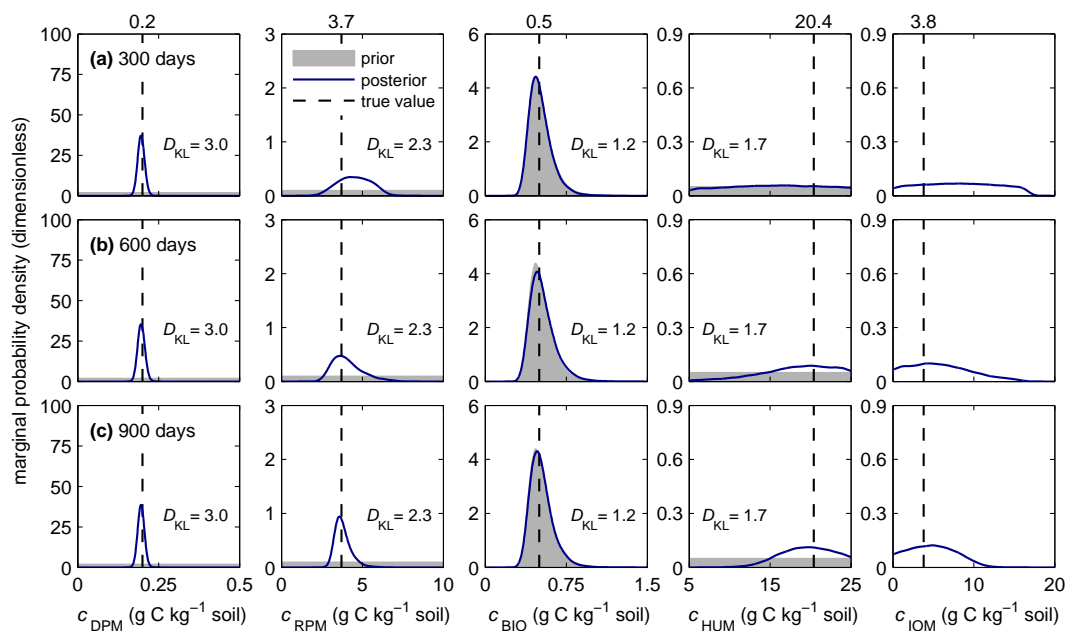 0.2 3.7 0.5 20.4 3.8
marginal probability density (dimensionless)
100 3 6 0.9 0.9
(a) 300 days
prior
posterior
true value
75
50 2 4 0.6 0.6
25 1 2 0.3 0.3
0 0 0 0 0
D_KL = 3.0 D_KL = 2.3 D_KL = 1.2 D_KL = 1.7
100 3 6 0.9 0.9
(b) 600 days
75
50 2 4 0.6 0.6
25 1 2 0.3 0.3
0 0 0 0 0
D_KL = 3.0 D_KL = 2.3 D_KL = 1.2 D_KL = 1.7
100 3 6 0.9 0.9
(c) 900 days
75
50 2 4 0.6 0.6
25 1 2 0.3 0.3
0 0 0 0 0
D_KL = 3.0 D_KL = 2.3 D_KL = 1.2 D_KL = 1.7
0 0.2 0.4 0.5 0 5 10 0 0.75 1.5 5 15 25 0 10 20
c_DPM (g C kg⁻¹ soil) c_RPM (g C kg⁻¹ soil) c_BIO (g C kg⁻¹ soil) c_HUM (g C kg⁻¹ soil) c_IOM (g C kg⁻¹ soil)